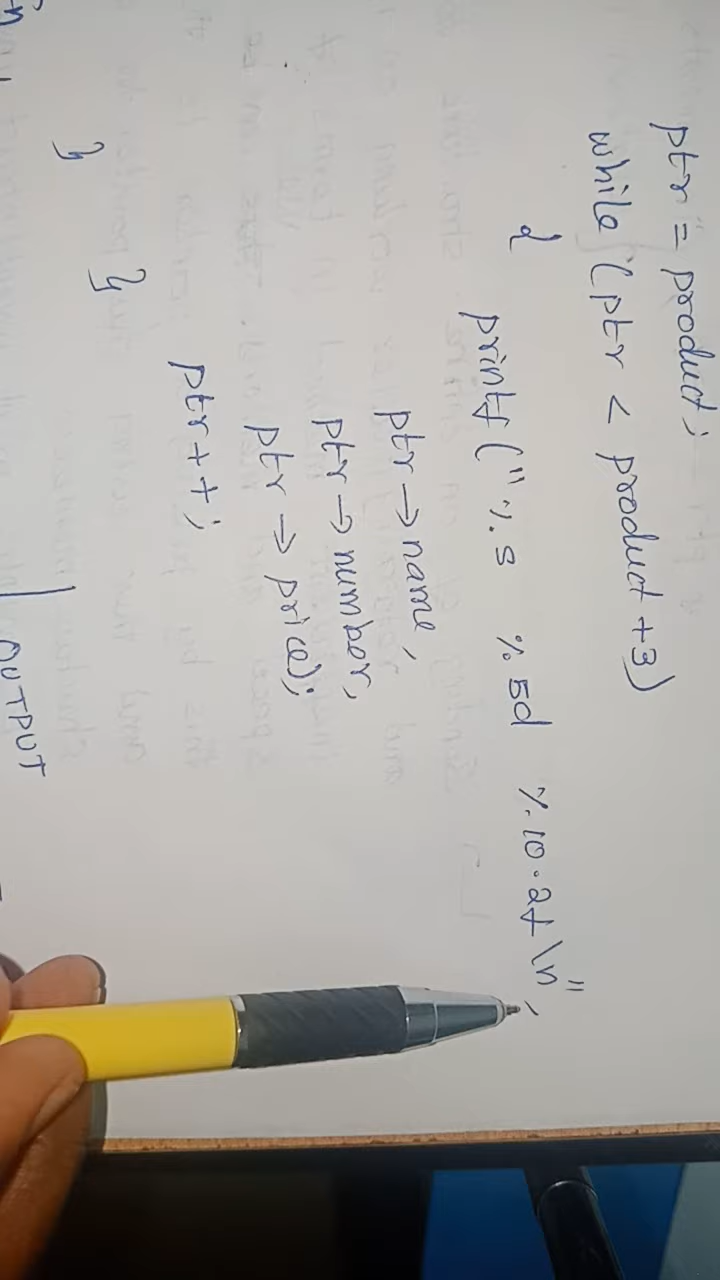 ptr = product;
while (ptr < product +3)
{
printf ("%s %5d %10.2f \n",
ptr → name,
ptr → number,
ptr → price);
ptr++;
}
}
OUTPUT